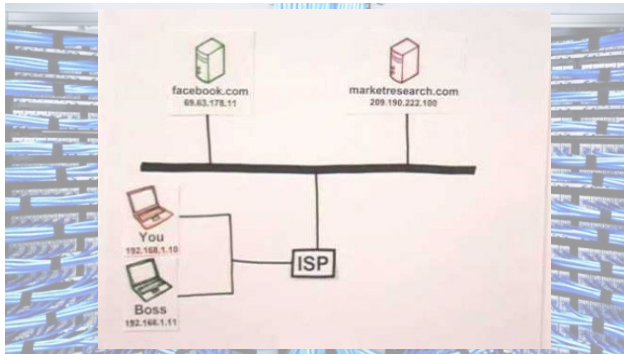 facebook.com
69.63.178.11
marketresearch.com
209.190.222.100
You
192.168.1.10
ISP
Boss
192.168.1.11